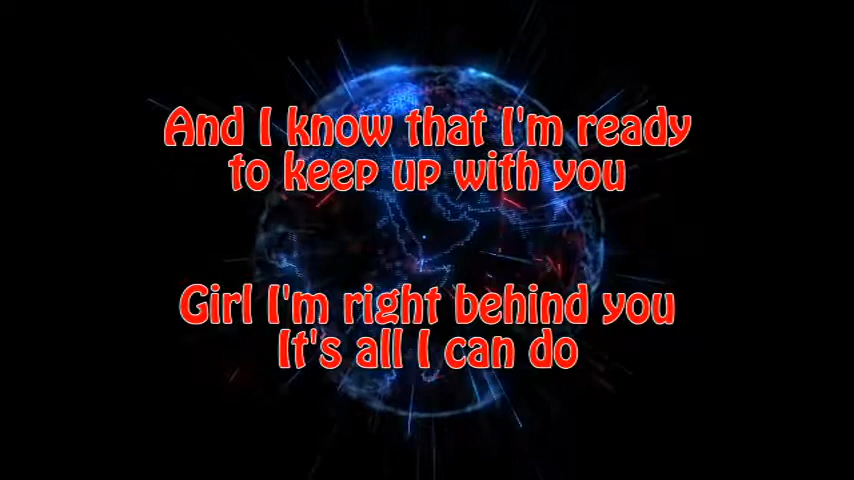 And I know that I'm ready
to keep up with you
Girl I'm right behind you
It's all I can do